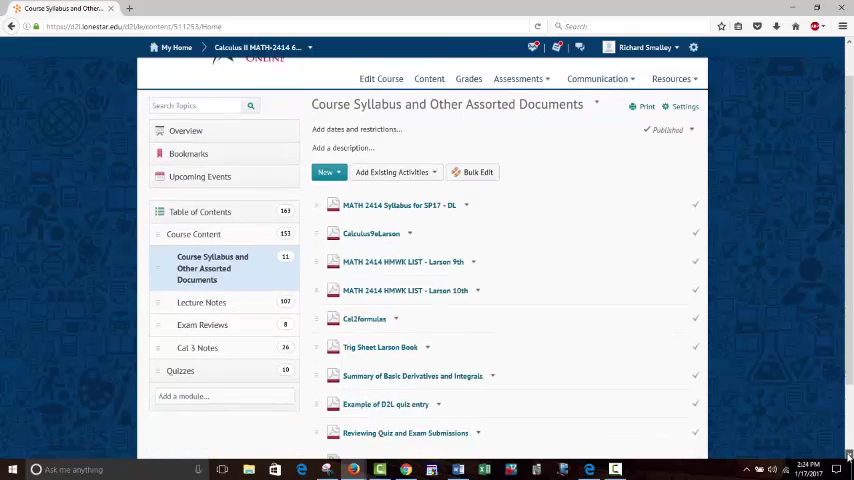 Course Syllabus and Other...
https://d2l.lonestar.edu/d2l/le/content/511253/Home
Search
My Home
Calculus II MATH-2414 6...
Richard Smalley
ONLINE
Edit Course
Content
Grades
Assessments
Communication
Resources
Search Topics
Course Syllabus and Other Assorted Documents
Print
Settings
Overview
Add dates and restrictions...
Published
Bookmarks
Add a description...
Upcoming Events
New
Add Existing Activities
Bulk Edit
Table of Contents 163
MATH 2414 Syllabus for SP17 - DL
Course Content 153
Calculus9eLarson
Course Syllabus and 11
Other Assorted
Documents
MATH 2414 HMWK LIST - Larson 9th
MATH 2414 HMWK LIST - Larson 10th
Lecture Notes 107
Cal2formulas
Exam Reviews 8
Cal 3 Notes 26
Trig Sheet Larson Book
Quizzes 10
Summary of Basic Derivatives and Integrals
Add a module...
Example of D2L quiz entry
Reviewing Quiz and Exam Submissions
Ask me anything
2:24 PM
1/17/2017